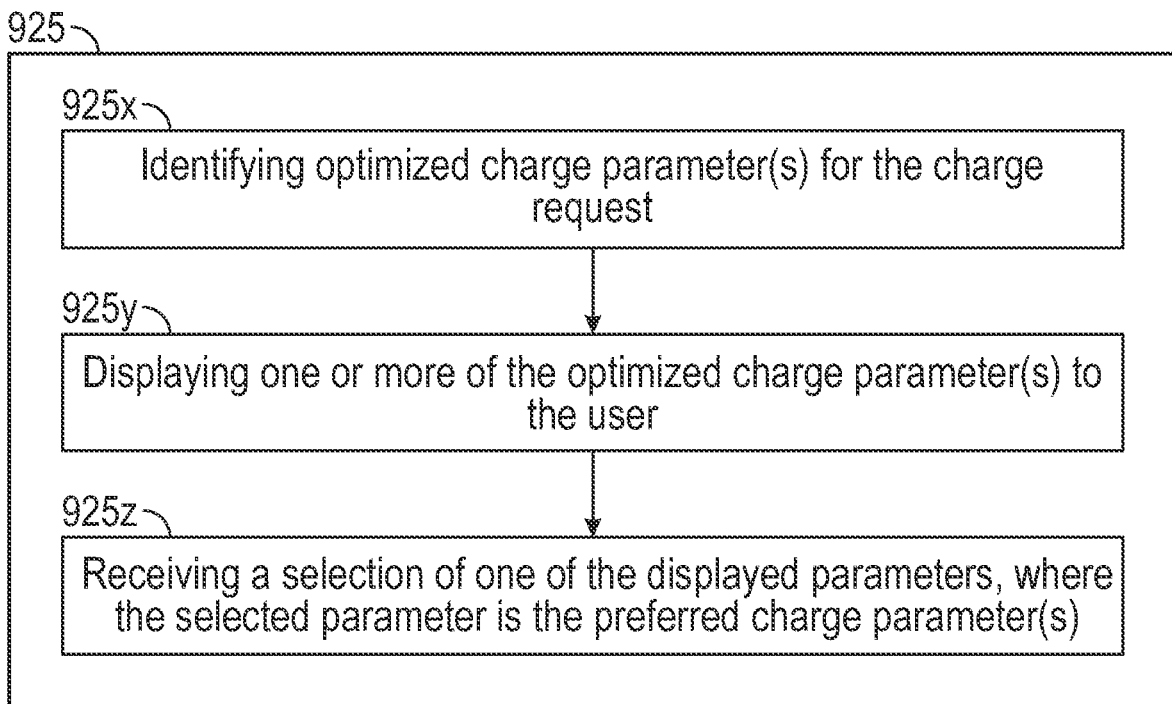 925
925x
Identifying optimized charge parameter(s) for the charge
request
925y
Displaying one or more of the optimized charge parameter(s) to
the user
925z
Receiving a selection of one of the displayed parameters, where
the selected parameter is the preferred charge parameter(s)